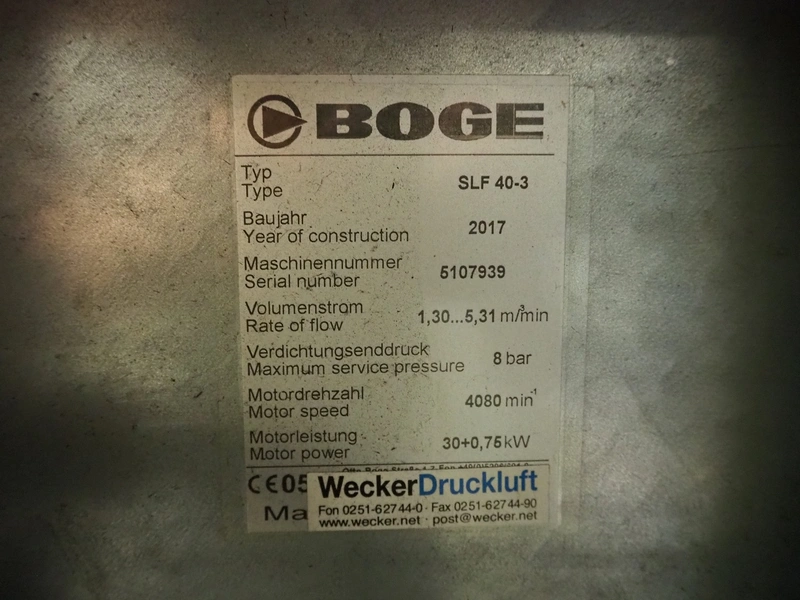 BOGE
Typ
Type
SLF 40-3
Baujahr
Year of construction
2017
Maschinennummer
Serial number
5107939
Volumenstrom
Rate of flow
1,30...5,31 m³/min
Verdichtungsenddruck
Maximum service pressure
8 bar
Motordrehzahl
Motor speed
4080 min⁻¹
Motorleistung
Motor power
30+0,75 kW
CE05
Ma
WeckerDruckluft
Fon 0251-62744-0 · Fax 0251-62744-90
www.wecker.net · post@wecker.net